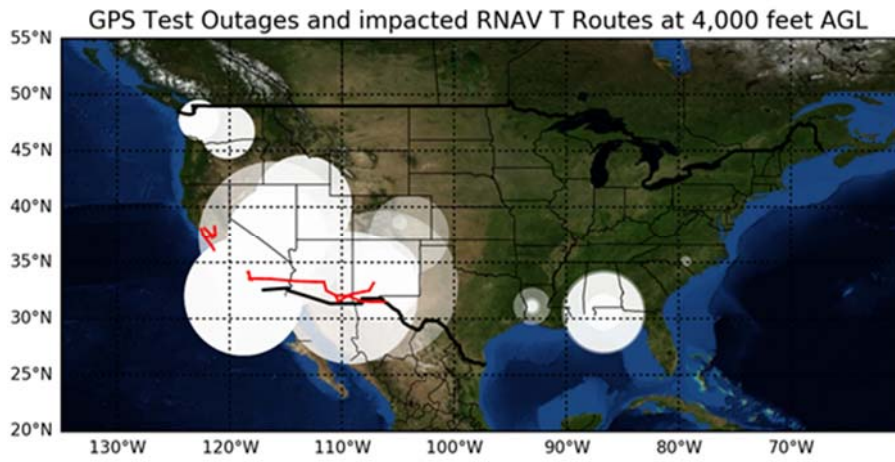 GPS Test Outages and impacted RNAV T Routes at 4,000 feet AGL
55°N
50°N
45°N
40°N
35°N
30°N
25°N
20°N
130°W 120°W 110°W 100°W 90°W 80°W 70°W